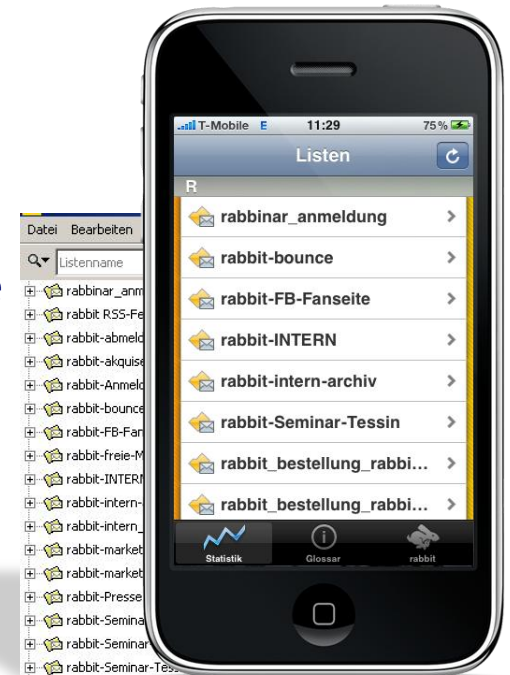 T-Mobile E 11:29 75%
Listen
R
rabbinar_anmeldung
rabbit-bounce
rabbit-FB-Fanseite
rabbit-INTERN
rabbit-intern-archiv
rabbit-Seminar-Tessin
rabbit_bestellung_rabbi...
rabbit_bestellung_rabbi...
Statistik Glossar rabbit
Datei Bearbeiten
Listenname
rabbinar_anm
rabbit RSS-Fe
rabbit-abmeld
rabbit-akquise
rabbit-Anmeld
rabbit-bounce
rabbit-FB-Fan
rabbit-freie-M
rabbit-INTERN
rabbit-intern-
rabbit-intern_
rabbit-market
rabbit-market
rabbit-Presse
rabbit-Semina
rabbit-Seminar-
rabbit-Seminar-Tess